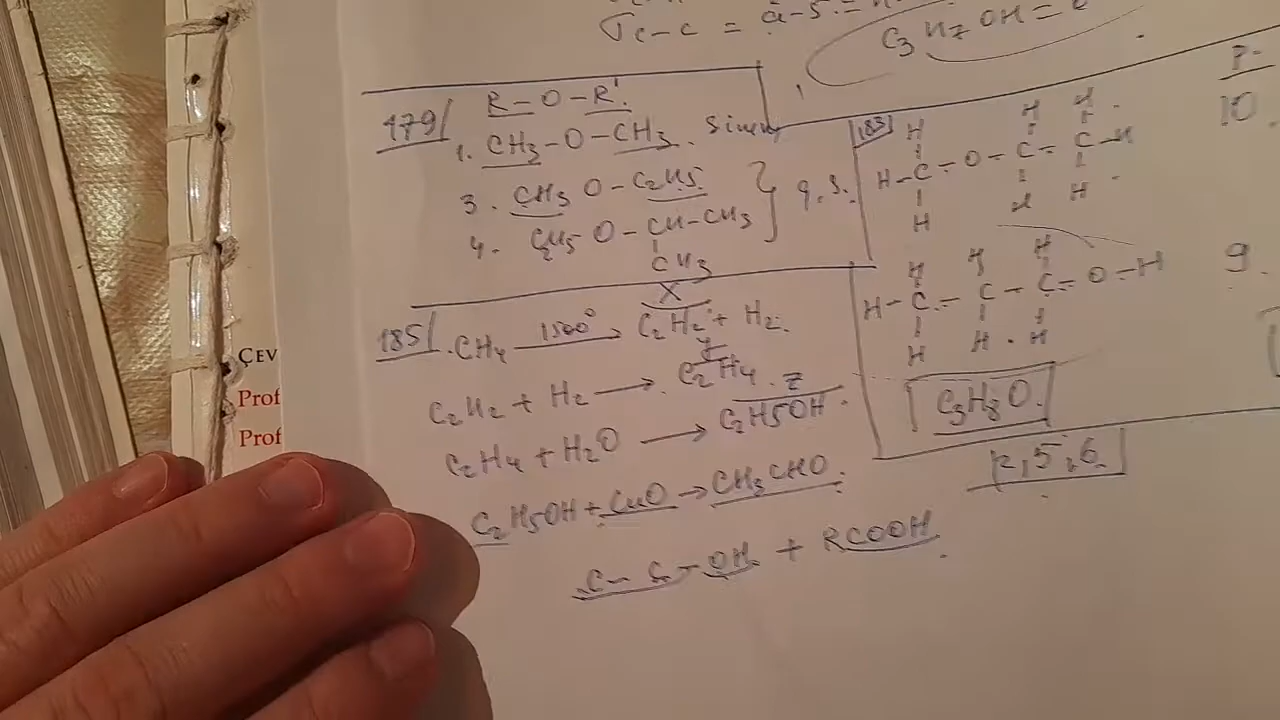 C3H7OH =
179/ R-O-R'.
1. CH3-O-CH3. Simm
3. CH3 O-C2H5
4. C2H5 O-CH-CH3
CH3
q.s.
185/. CH4 1500° → C2H2 + H2.
X
C2H2 + H2 → C2H4.
y
C2H4 + H2O → C2H5OH.
z
C2H5OH + CuO → CH3CHO.
C-C-OH + RCOOH
183/
H H H
H-C-O-C-C-H
H H H
H H H
H-C-C-C-O-H
H H H
C3H8O.
2,5,6.
P-
10.
9.
ÇEV
Prof
Prof